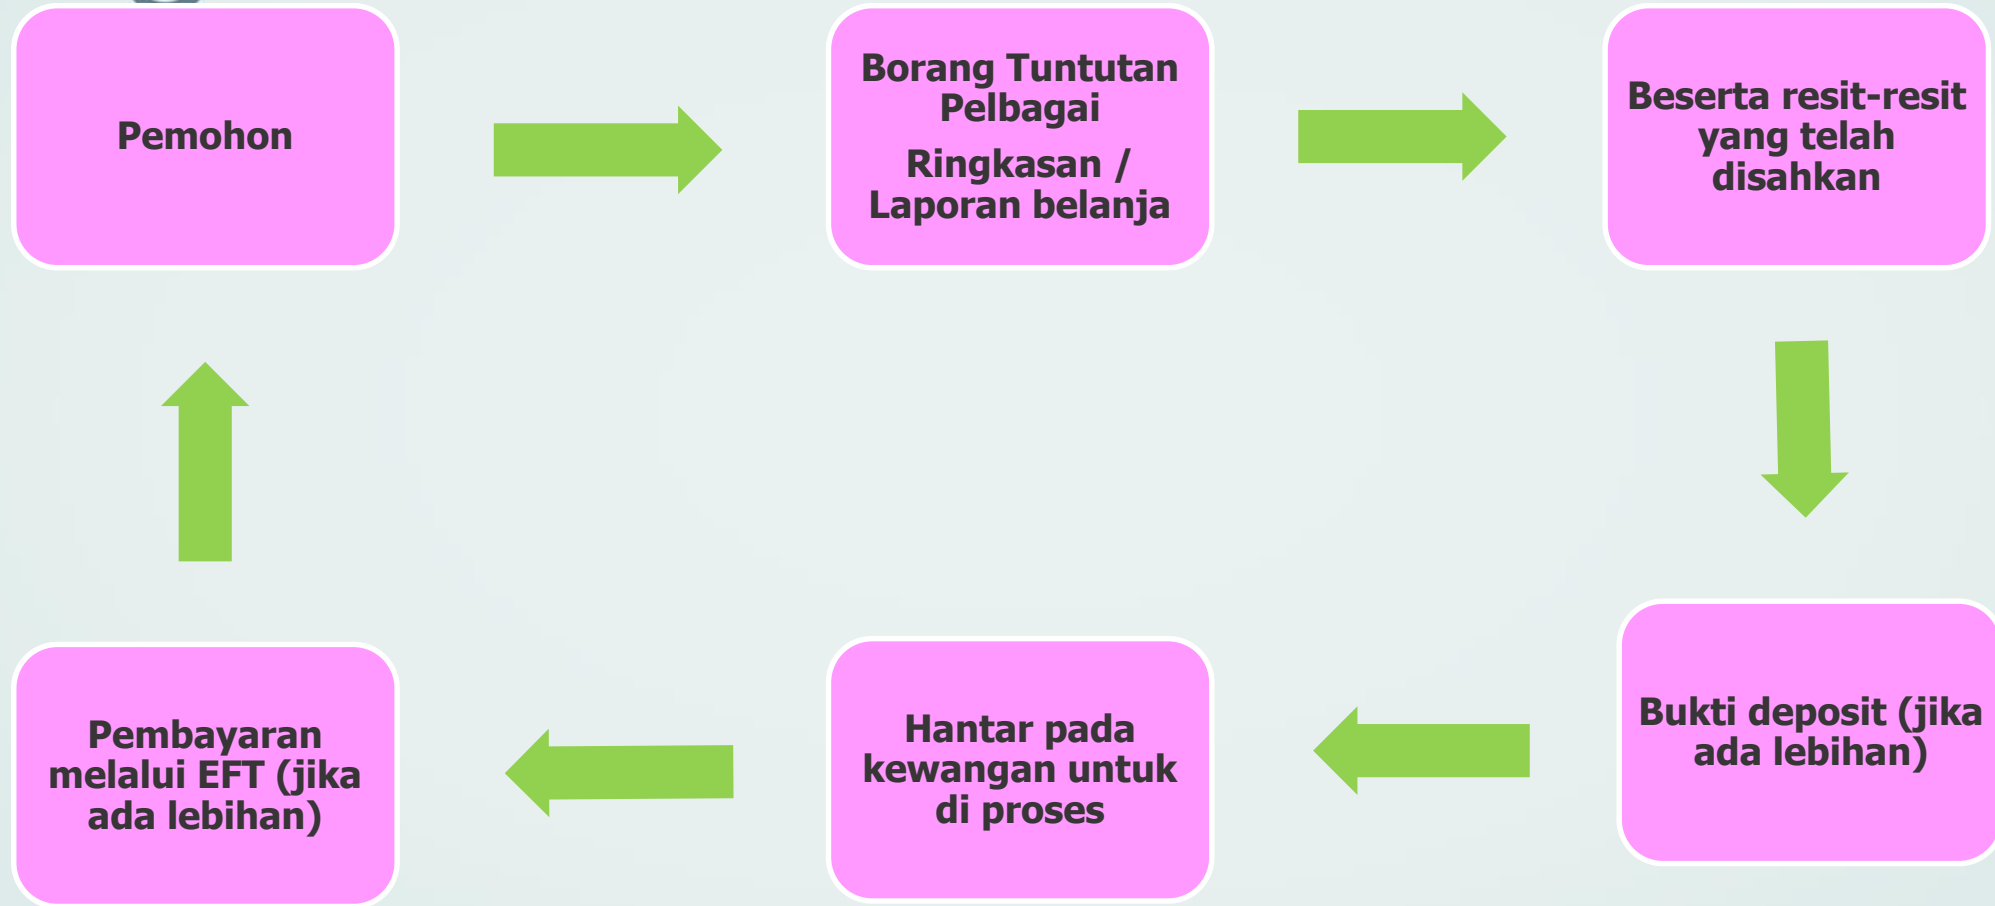 Pemohon
Borang Tuntutan
Pelbagai
Ringkasan /
Laporan belanja
Beserta resit-resit
yang telah
disahkan
Bukti deposit (jika
ada lebihan)
Hantar pada
kewangan untuk
di proses
Pembayaran
melalui EFT (jika
ada lebihan)